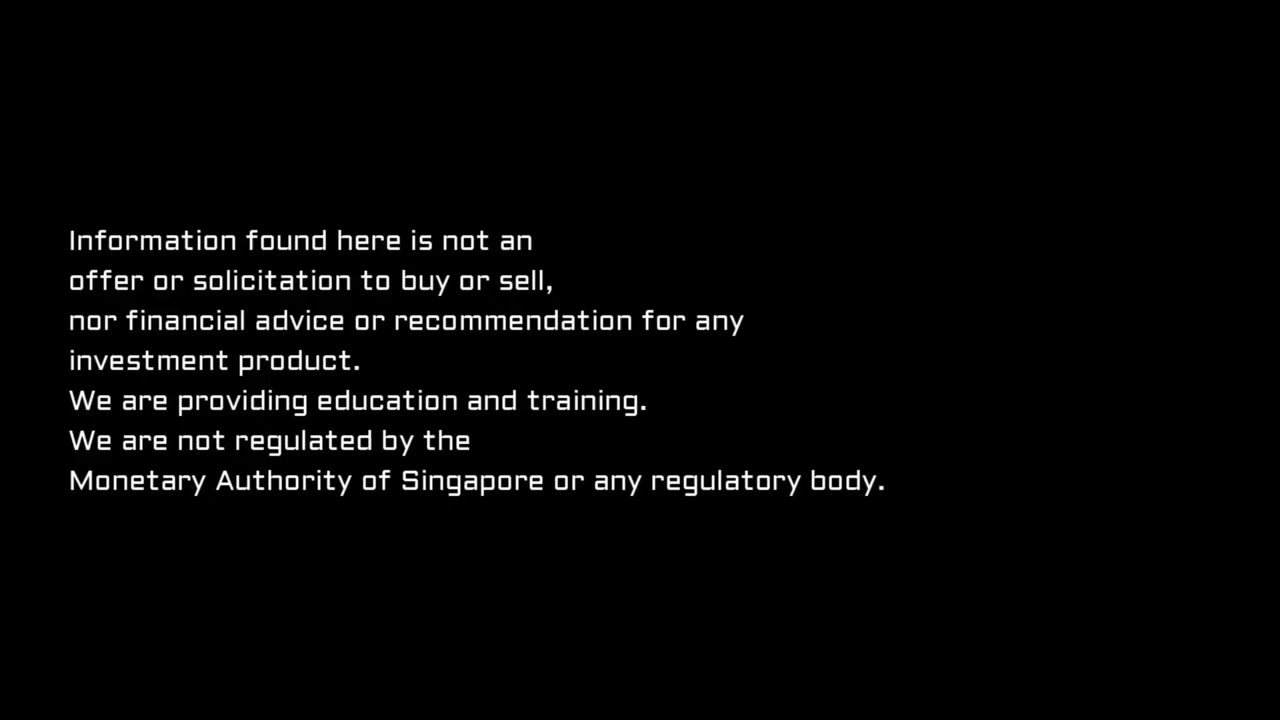 Information found here is not an
offer or solicitation to buy or sell,
nor financial advice or recommendation for any
investment product.
We are providing education and training.
We are not regulated by the
Monetary Authority of Singapore or any regulatory body.